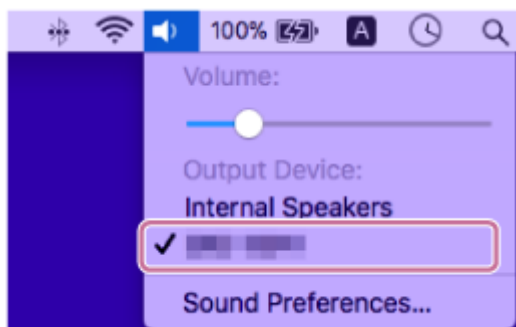 100% A
Volume:
Output Device:
Internal Speakers
Sound Preferences...